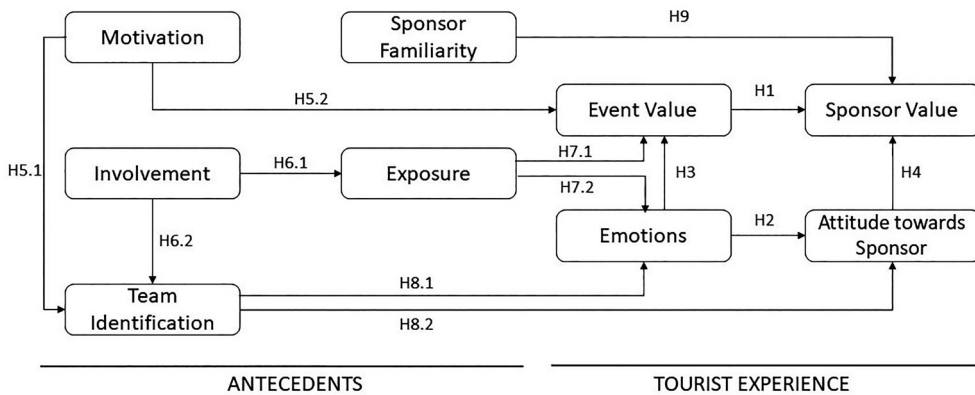 Motivation
Sponsor
Familiarity
H9
H5.2
Event Value
H1
Sponsor Value
H5.1
Involvement
H6.1
Exposure
H7.1
H7.2
H3
H4
H6.2
Emotions
H2
Attitude towards
Sponsor
Team
Identification
H8.1
H8.2
ANTECEDENTS
TOURIST EXPERIENCE